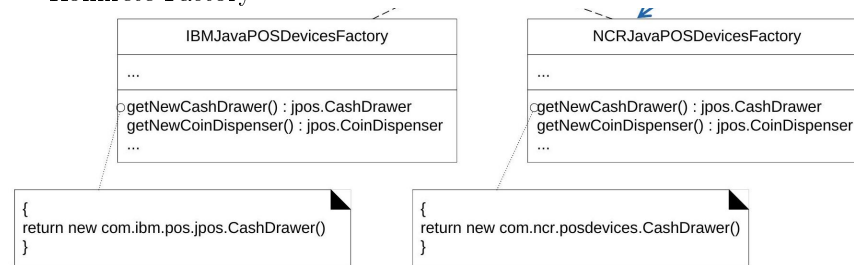 IBMJavaPOSDevicesFactory
...
getNewCashDrawer() : jpos.CashDrawer
getNewCoinDispenser() : jpos.CoinDispenser
...
{
return new com.ibm.pos.jpos.CashDrawer()
}
NCRJavaPOSDevicesFactory
...
getNewCashDrawer() : jpos.CashDrawer
getNewCoinDispenser() : jpos.CoinDispenser
...
{
return new com.ncr.posdevices.CashDrawer()
}